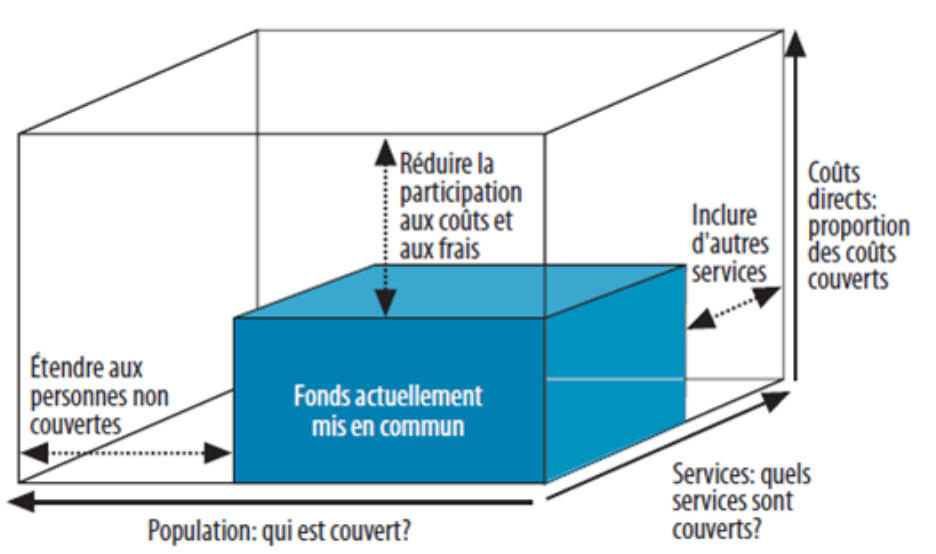 Réduire la
participation
aux coûts et
aux frais
Inclure
d'autres
services
Coûts
directs:
proportion
des coûts
couverts
Étendre aux
personnes non
couvertes
Fonds actuellement
mis en commun
Services: quels
services sont
couverts?
Population: qui est couvert?